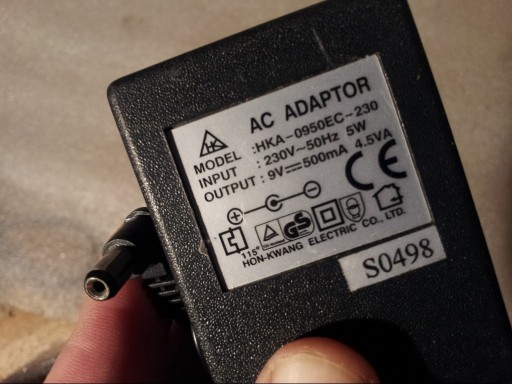 AC ADAPTOR
MODEL :HKA-0950EC-230
INPUT :230V~50Hz 5W
OUTPUT :9V⎓500mA 4.5VA
CE
115°
GS
HON-KWANG ELECTRIC CO., LTD.
S0498